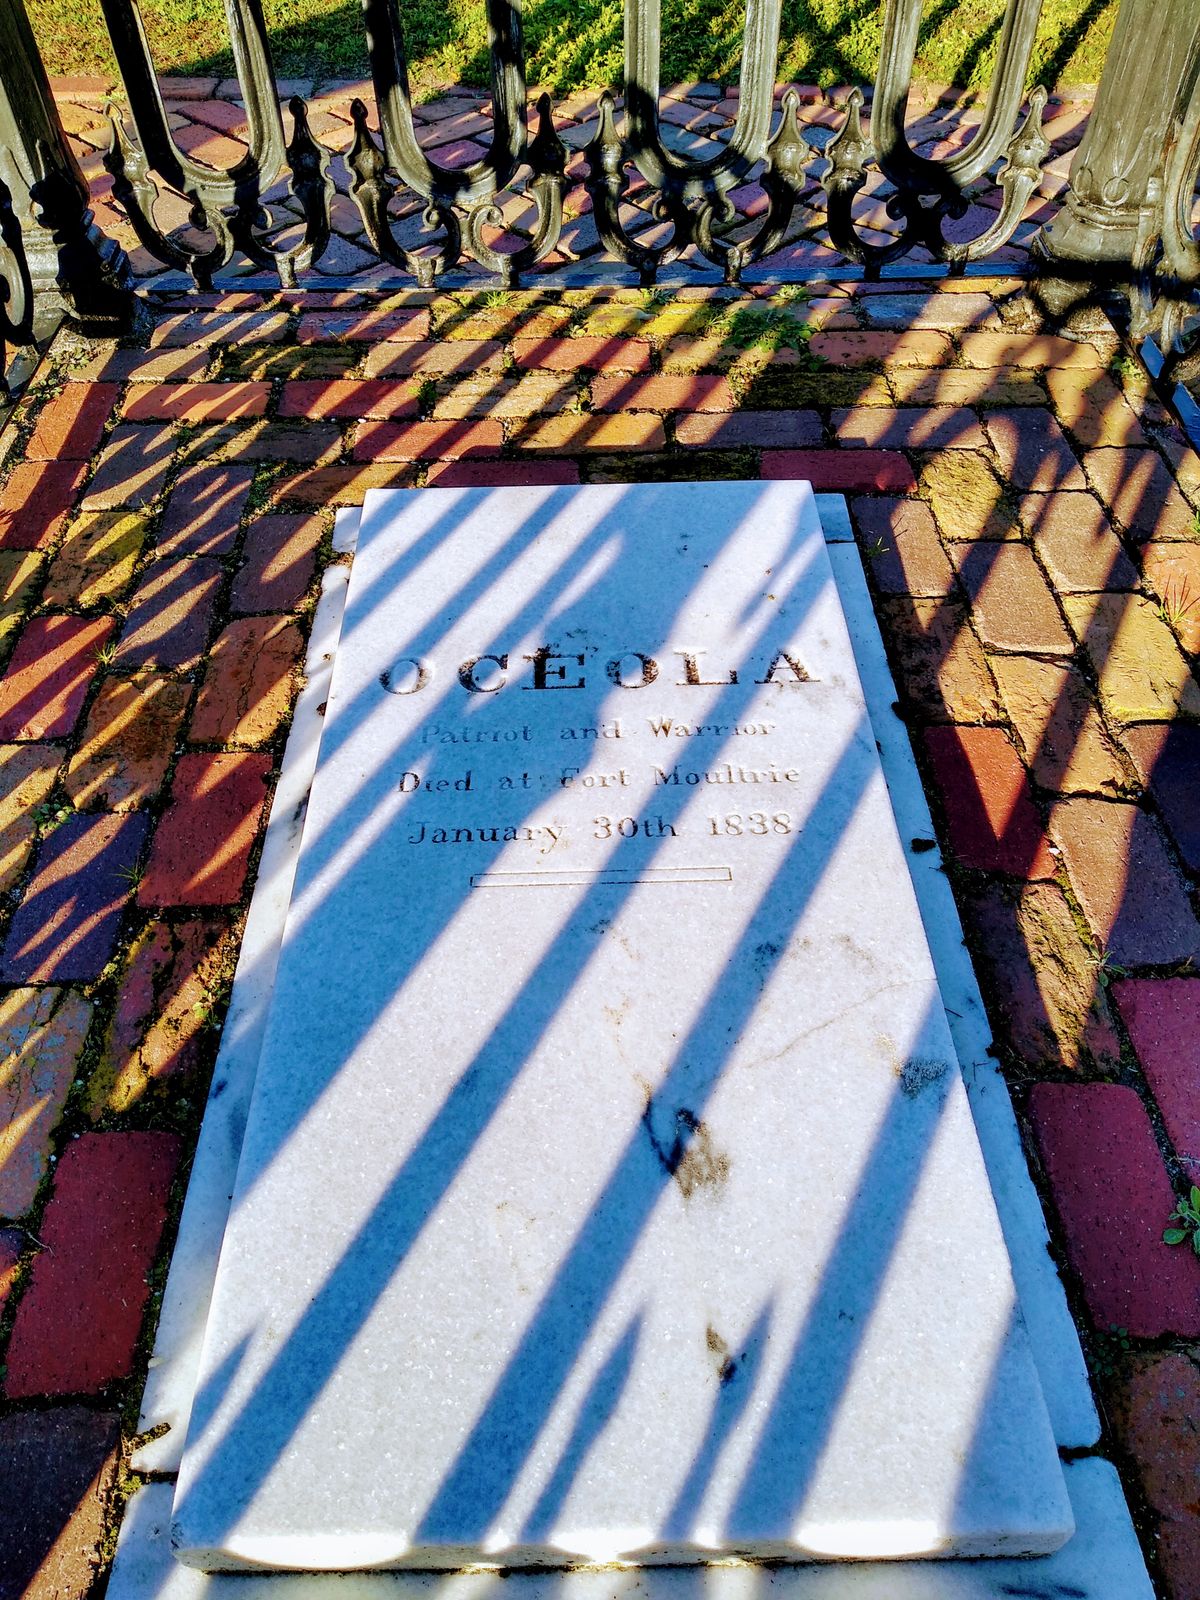 OCEOLA
Patriot and Warrior
Died at Fort Moultrie
January 30th 1838.